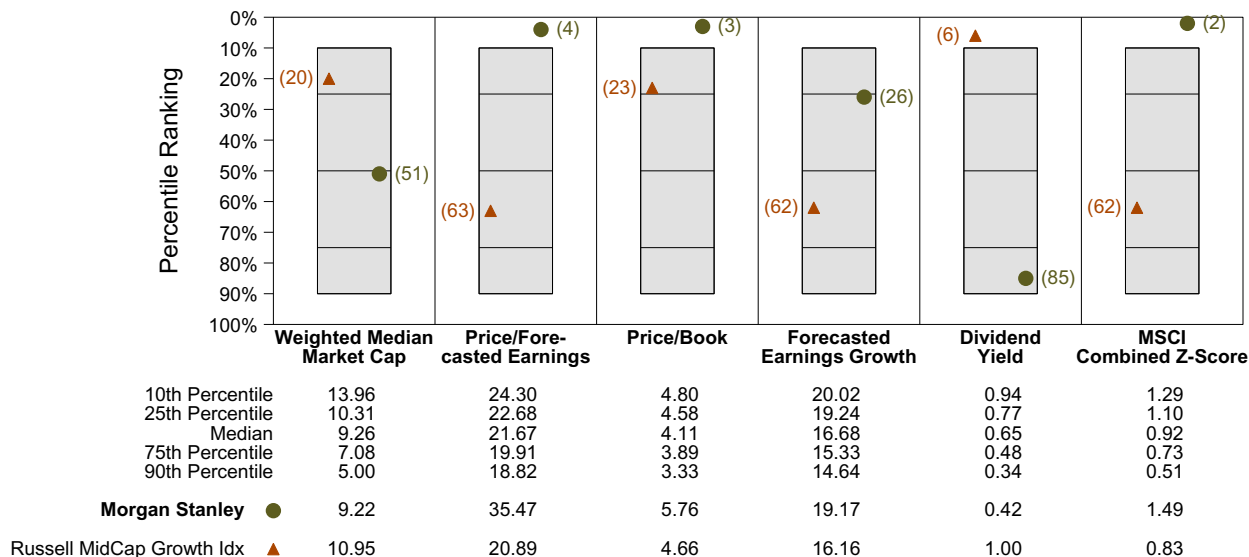 Percentile Ranking
0%
10%
20%
30%
40%
50%
60%
70%
80%
90%
100%
(20)
(51)
(4)
(63)
(3)
(23)
(26)
(62)
(6)
(85)
(2)
(62)
Weighted Median
Market Cap
Price/Fore-
casted Earnings
Price/Book
Forecasted
Earnings Growth
Dividend
Yield
MSCI
Combined Z-Score
10th Percentile 13.96 24.30 4.80 20.02 0.94 1.29
25th Percentile 10.31 22.68 4.58 19.24 0.77 1.10
Median 9.26 21.67 4.11 16.68 0.65 0.92
75th Percentile 7.08 19.91 3.89 15.33 0.48 0.73
90th Percentile 5.00 18.82 3.33 14.64 0.34 0.51
Morgan Stanley 9.22 35.47 5.76 19.17 0.42 1.49
Russell MidCap Growth Idx 10.95 20.89 4.66 16.16 1.00 0.83